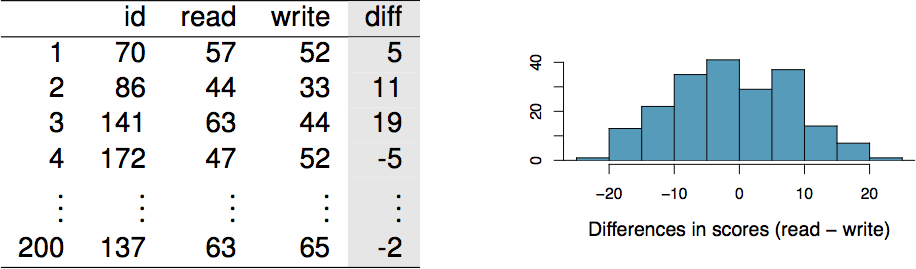 id read write diff
1 70 57 52 5
2 86 44 33 11
3 141 63 44 19
4 172 47 52 -5
⋮ ⋮ ⋮ ⋮ ⋮
200 137 63 65 -2
40
20
0
−20 −10 0 10 20
Differences in scores (read − write)